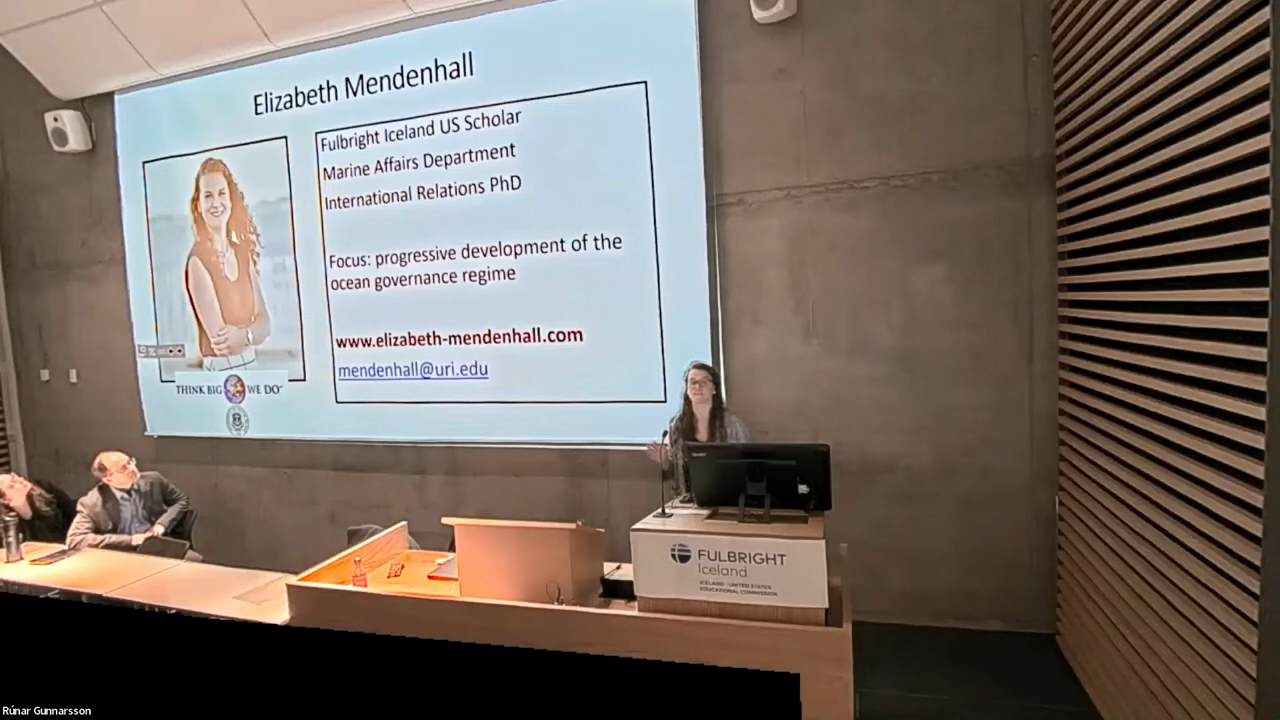 Elizabeth Mendenhall
Fulbright Iceland US Scholar
Marine Affairs Department
International Relations PhD
Focus: progressive development of the
ocean governance regime
www.elizabeth-mendenhall.com
mendenhall@uri.edu
THINK BIG WE DO
FULBRIGHT
Iceland
ICELAND - UNITED STATES
EDUCATIONAL COMMISSION
Rúnar Gunnarsson